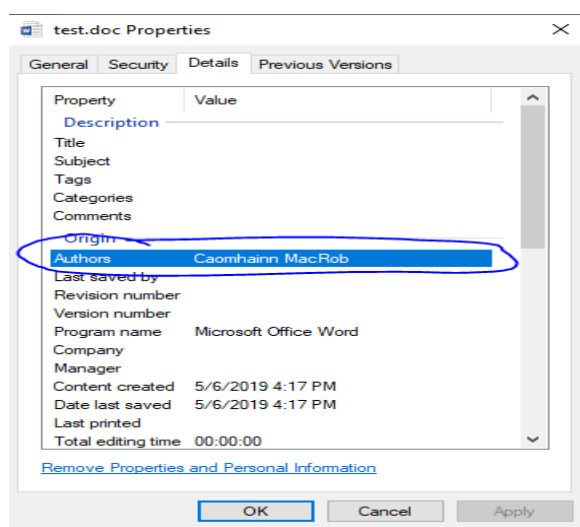 test.doc Properties
General Security Details Previous Versions
Property Value
Description
Title
Subject
Tags
Categories
Comments
Origin
Authors Caomhainn MacRob
Last saved by
Revision number
Version number
Program name Microsoft Office Word
Company
Manager
Content created 5/6/2019 4:17 PM
Date last saved 5/6/2019 4:17 PM
Last printed
Total editing time 00:00:00
Remove Properties and Personal Information
OK Cancel Apply